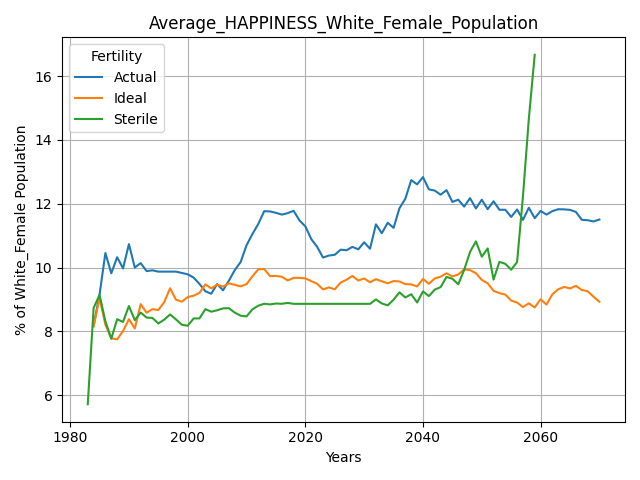 Average_HAPPINESS_White_Female_Population
Fertility
Actual
Ideal
Sterile
% of White_Female Population
16
14
12
10
8
6
1980
2000
2020
2040
2060
Years